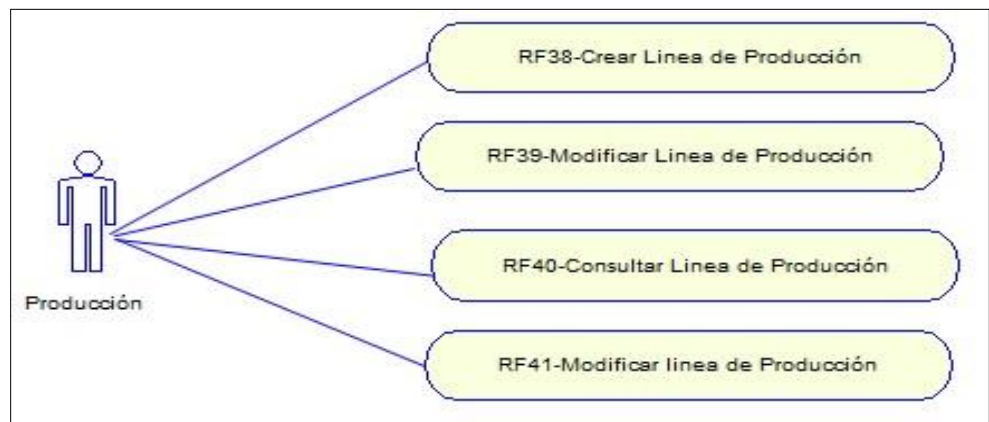 RF38-Crear Linea de Producción
RF39-Modificar Linea de Producción
RF40-Consultar Linea de Producción
Producción
RF41-Modificar linea de Producción